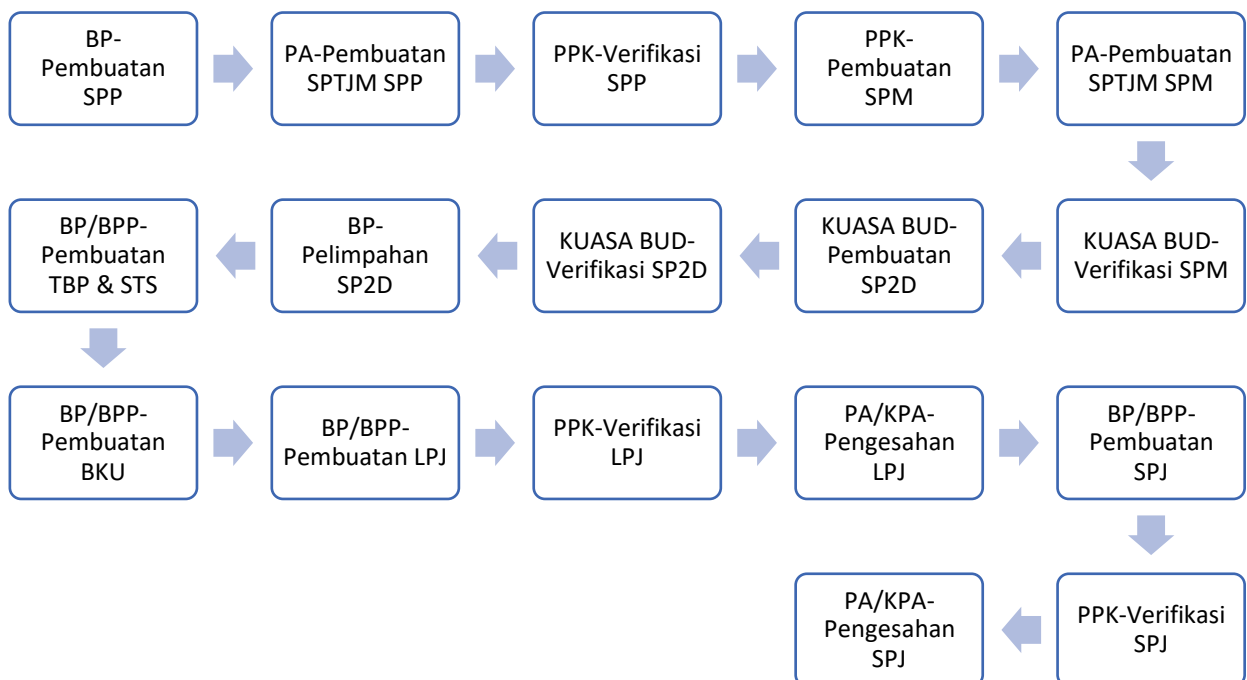 BP-
Pembuatan
SPP
PA-Pembuatan
SPTJM SPP
PPK-Verifikasi
SPP
PPK-
Pembuatan
SPM
PA-Pembuatan
SPTJM SPM
KUASA BUD-
Verifikasi SPM
KUASA BUD-
Pembuatan
SP2D
KUASA BUD-
Verifikasi SP2D
BP-
Pelimpahan
SP2D
BP/BPP-
Pembuatan
TBP & STS
BP/BPP-
Pembuatan
BKU
BP/BPP-
Pembuatan LPJ
PPK-Verifikasi
LPJ
PA/KPA-
Pengesahan
LPJ
BP/BPP-
Pembuatan
SPJ
PPK-Verifikasi
SPJ
PA/KPA-
Pengesahan
SPJ